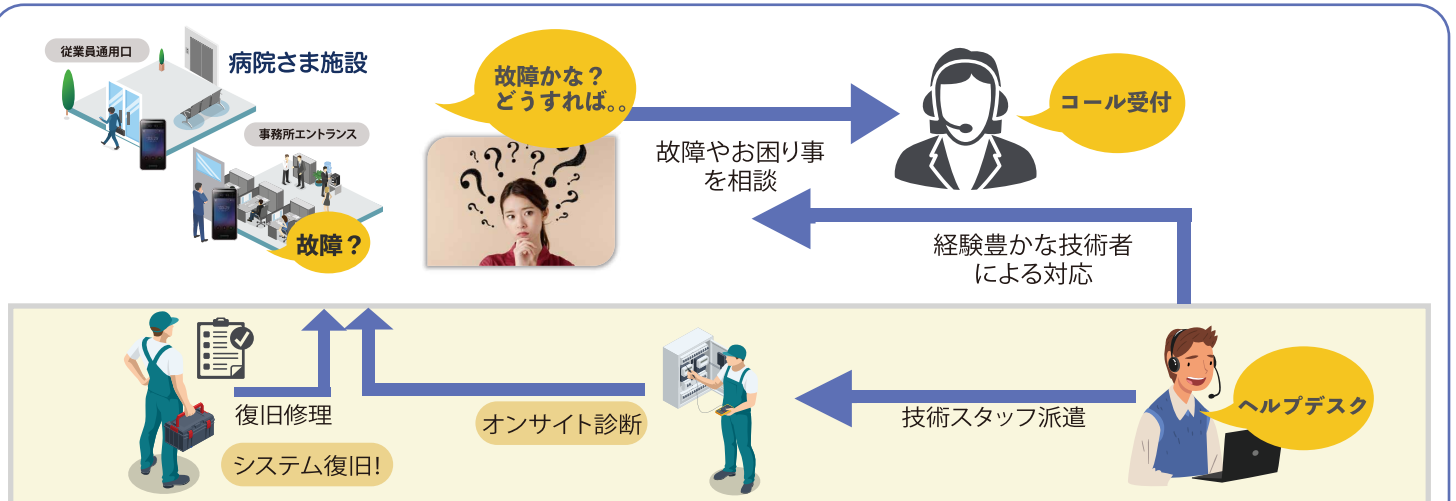 従業員通用口
病院さま施設
事務所エントランス
故障？
故障かな？
どうすれば。。
故障やお困り事
を相談
コール受付
経験豊かな技術者
による対応
復旧修理
システム復旧！
オンサイト診断
技術スタッフ派遣
ヘルプデスク